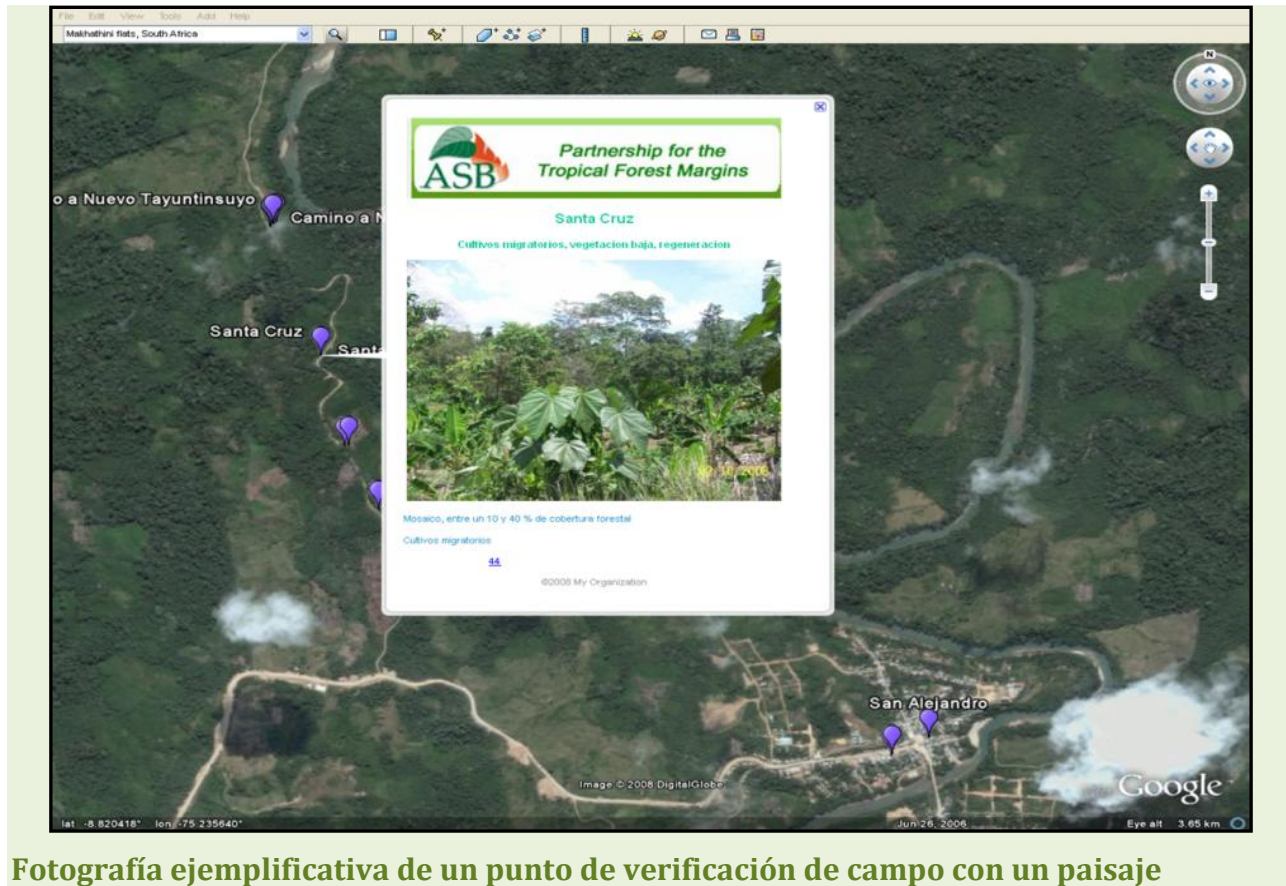 File Edit View Tools Add Help
Makhathini flats, South Africa
N
ASB
Partnership for the
Tropical Forest Margins
Santa Cruz
Cultivos migratorios, vegetacion baja, regeneracion
o a Nuevo Tayuntinsuyo
Camino a N
Santa Cruz
Santa
02/10/2006
Mosaico, entre un 10 y 40 % de cobertura forestal
Cultivos migratorios
44
©2008 My Organization
San Alejandro
Image © 2008 DigitalGlobe
Google
lat -8.820418° lon -75.235640° Jun 26, 2006 Eye alt 3.65 km
Fotografía ejemplificativa de un punto de verificación de campo con un paisaje